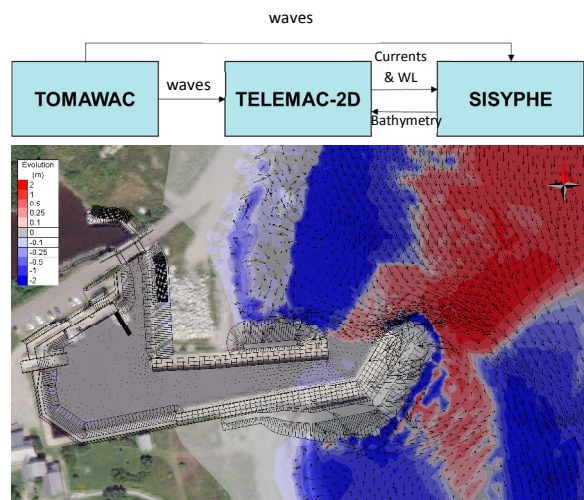 waves
Currents
& WL
waves
TOMAWAC
TELEMAC-2D
SISYPHE
Bathymetry
Évolution
(m)
2
1
0.5
0.25
0.1
0
-0.1
-0.25
-0.5
-1
-2